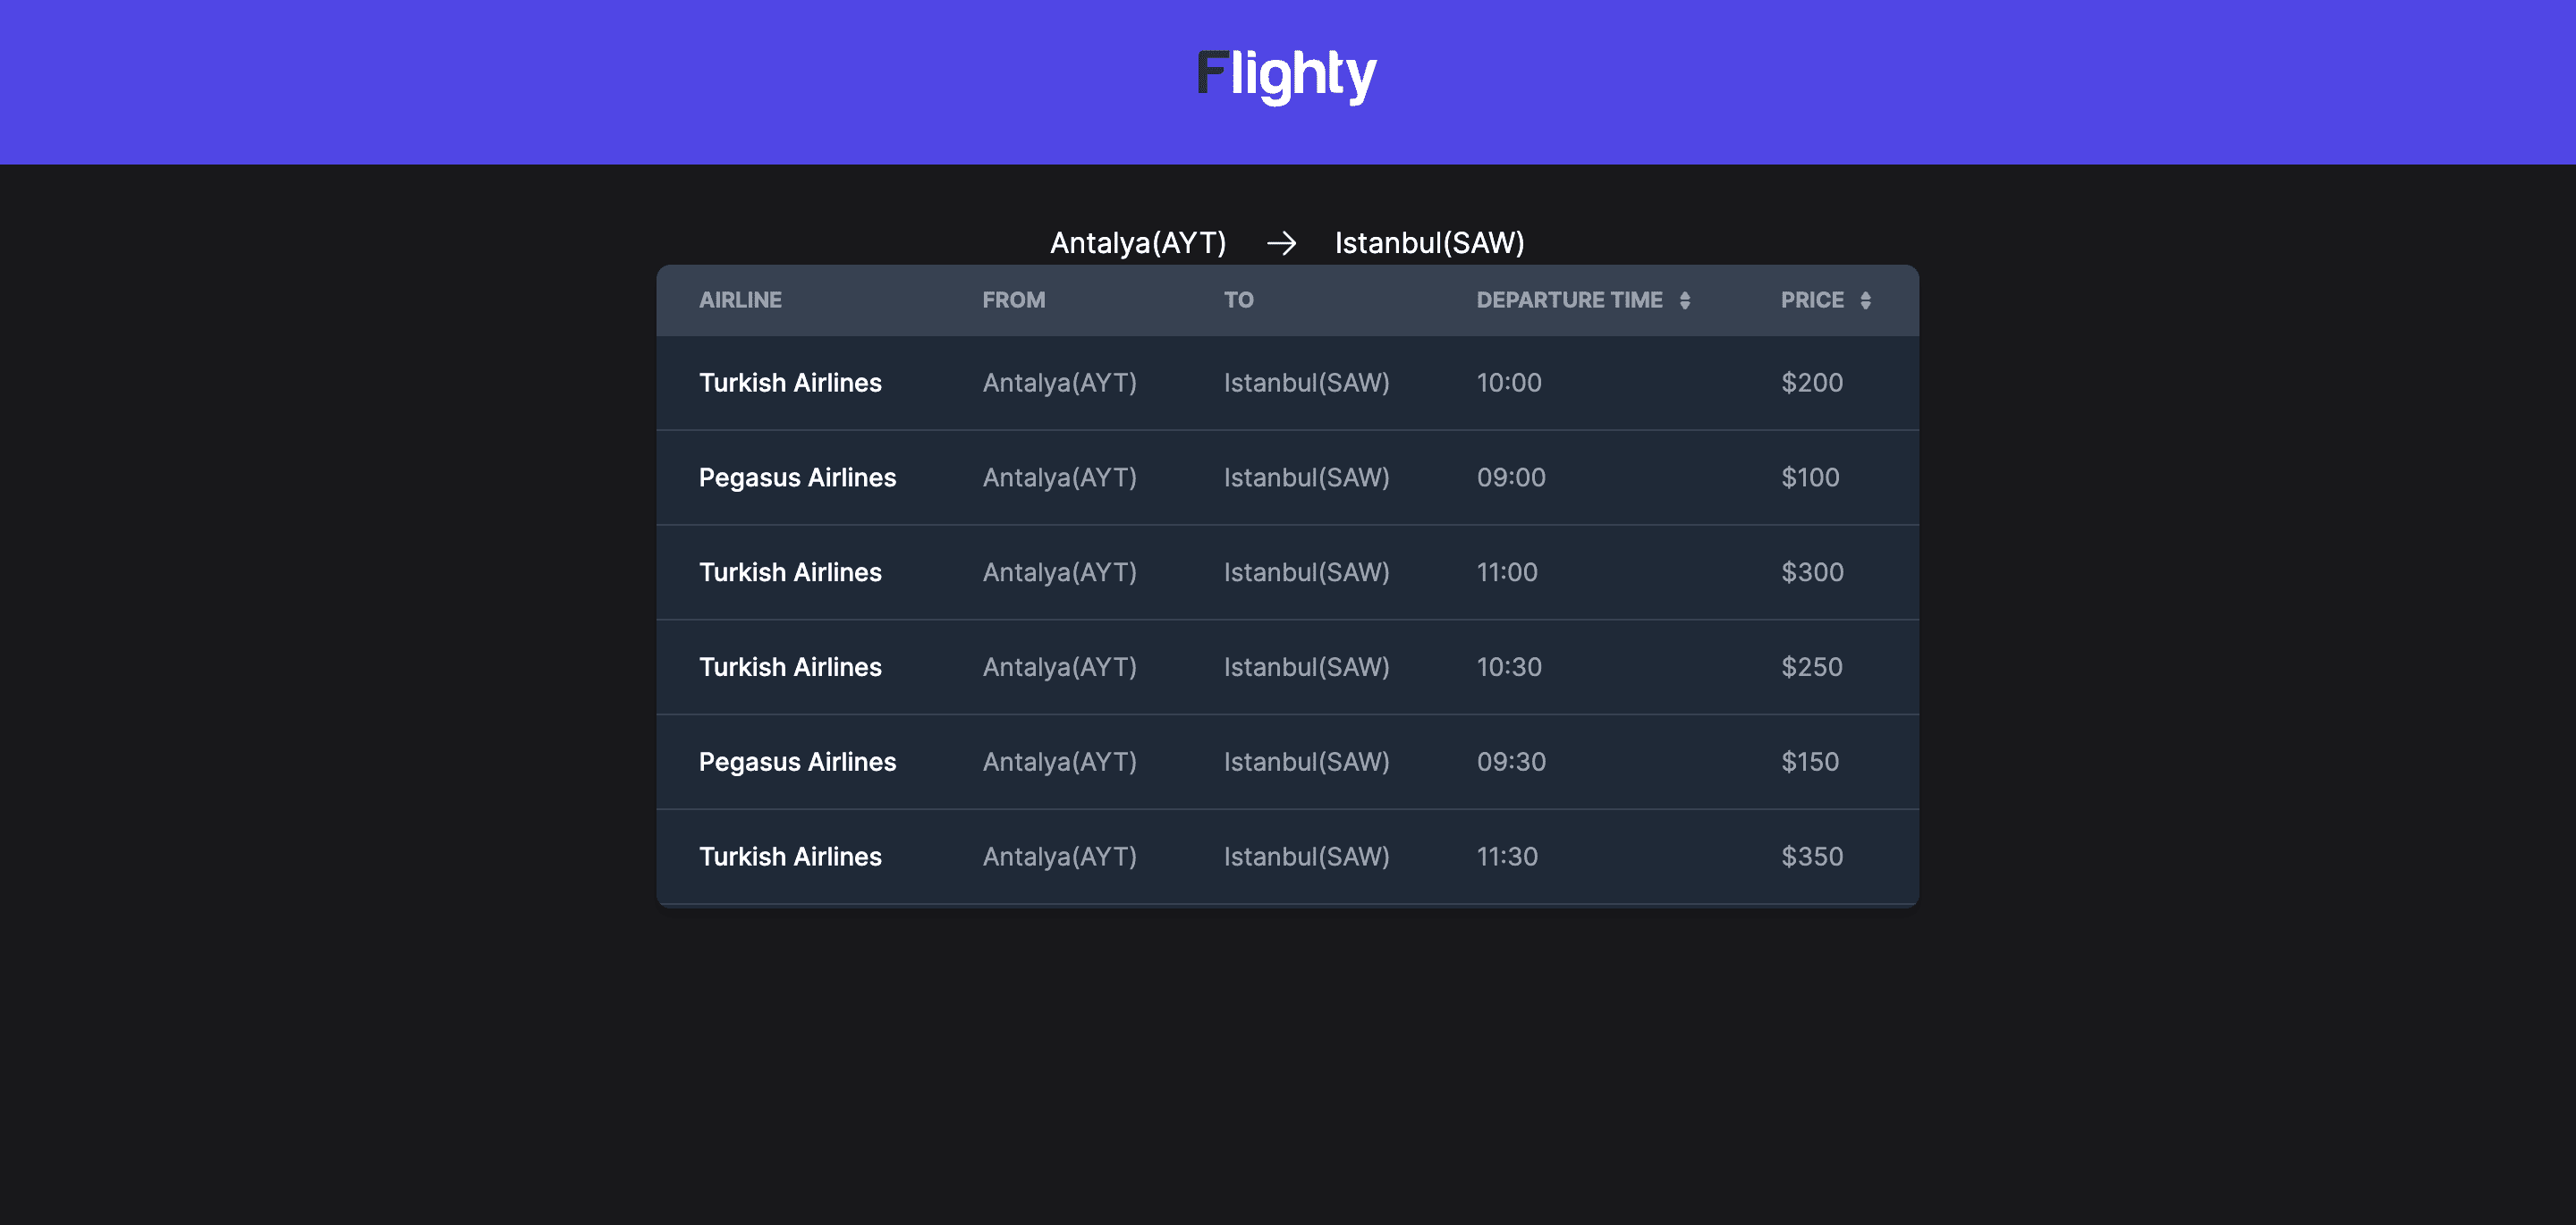 Flighty
Antalya(AYT) → Istanbul(SAW)
AIRLINE FROM TO DEPARTURE TIME PRICE
Turkish Airlines Antalya(AYT) Istanbul(SAW) 10:00 $200
Pegasus Airlines Antalya(AYT) Istanbul(SAW) 09:00 $100
Turkish Airlines Antalya(AYT) Istanbul(SAW) 11:00 $300
Turkish Airlines Antalya(AYT) Istanbul(SAW) 10:30 $250
Pegasus Airlines Antalya(AYT) Istanbul(SAW) 09:30 $150
Turkish Airlines Antalya(AYT) Istanbul(SAW) 11:30 $350